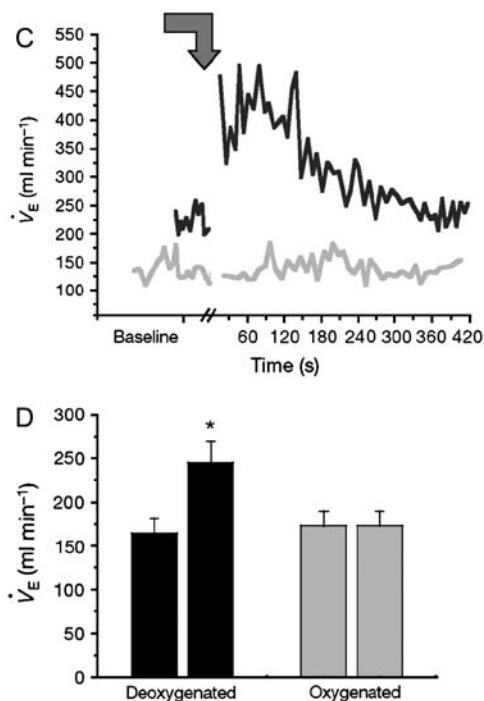 C
550
500
450
400
350
300
250
200
150
100
V̇E (ml min–1)
Baseline
60 120 180 240 300 360 420
Time (s)
D
300
250
200
150
100
50
0
V̇E (ml min–1)
*
Deoxygenated Oxygenated